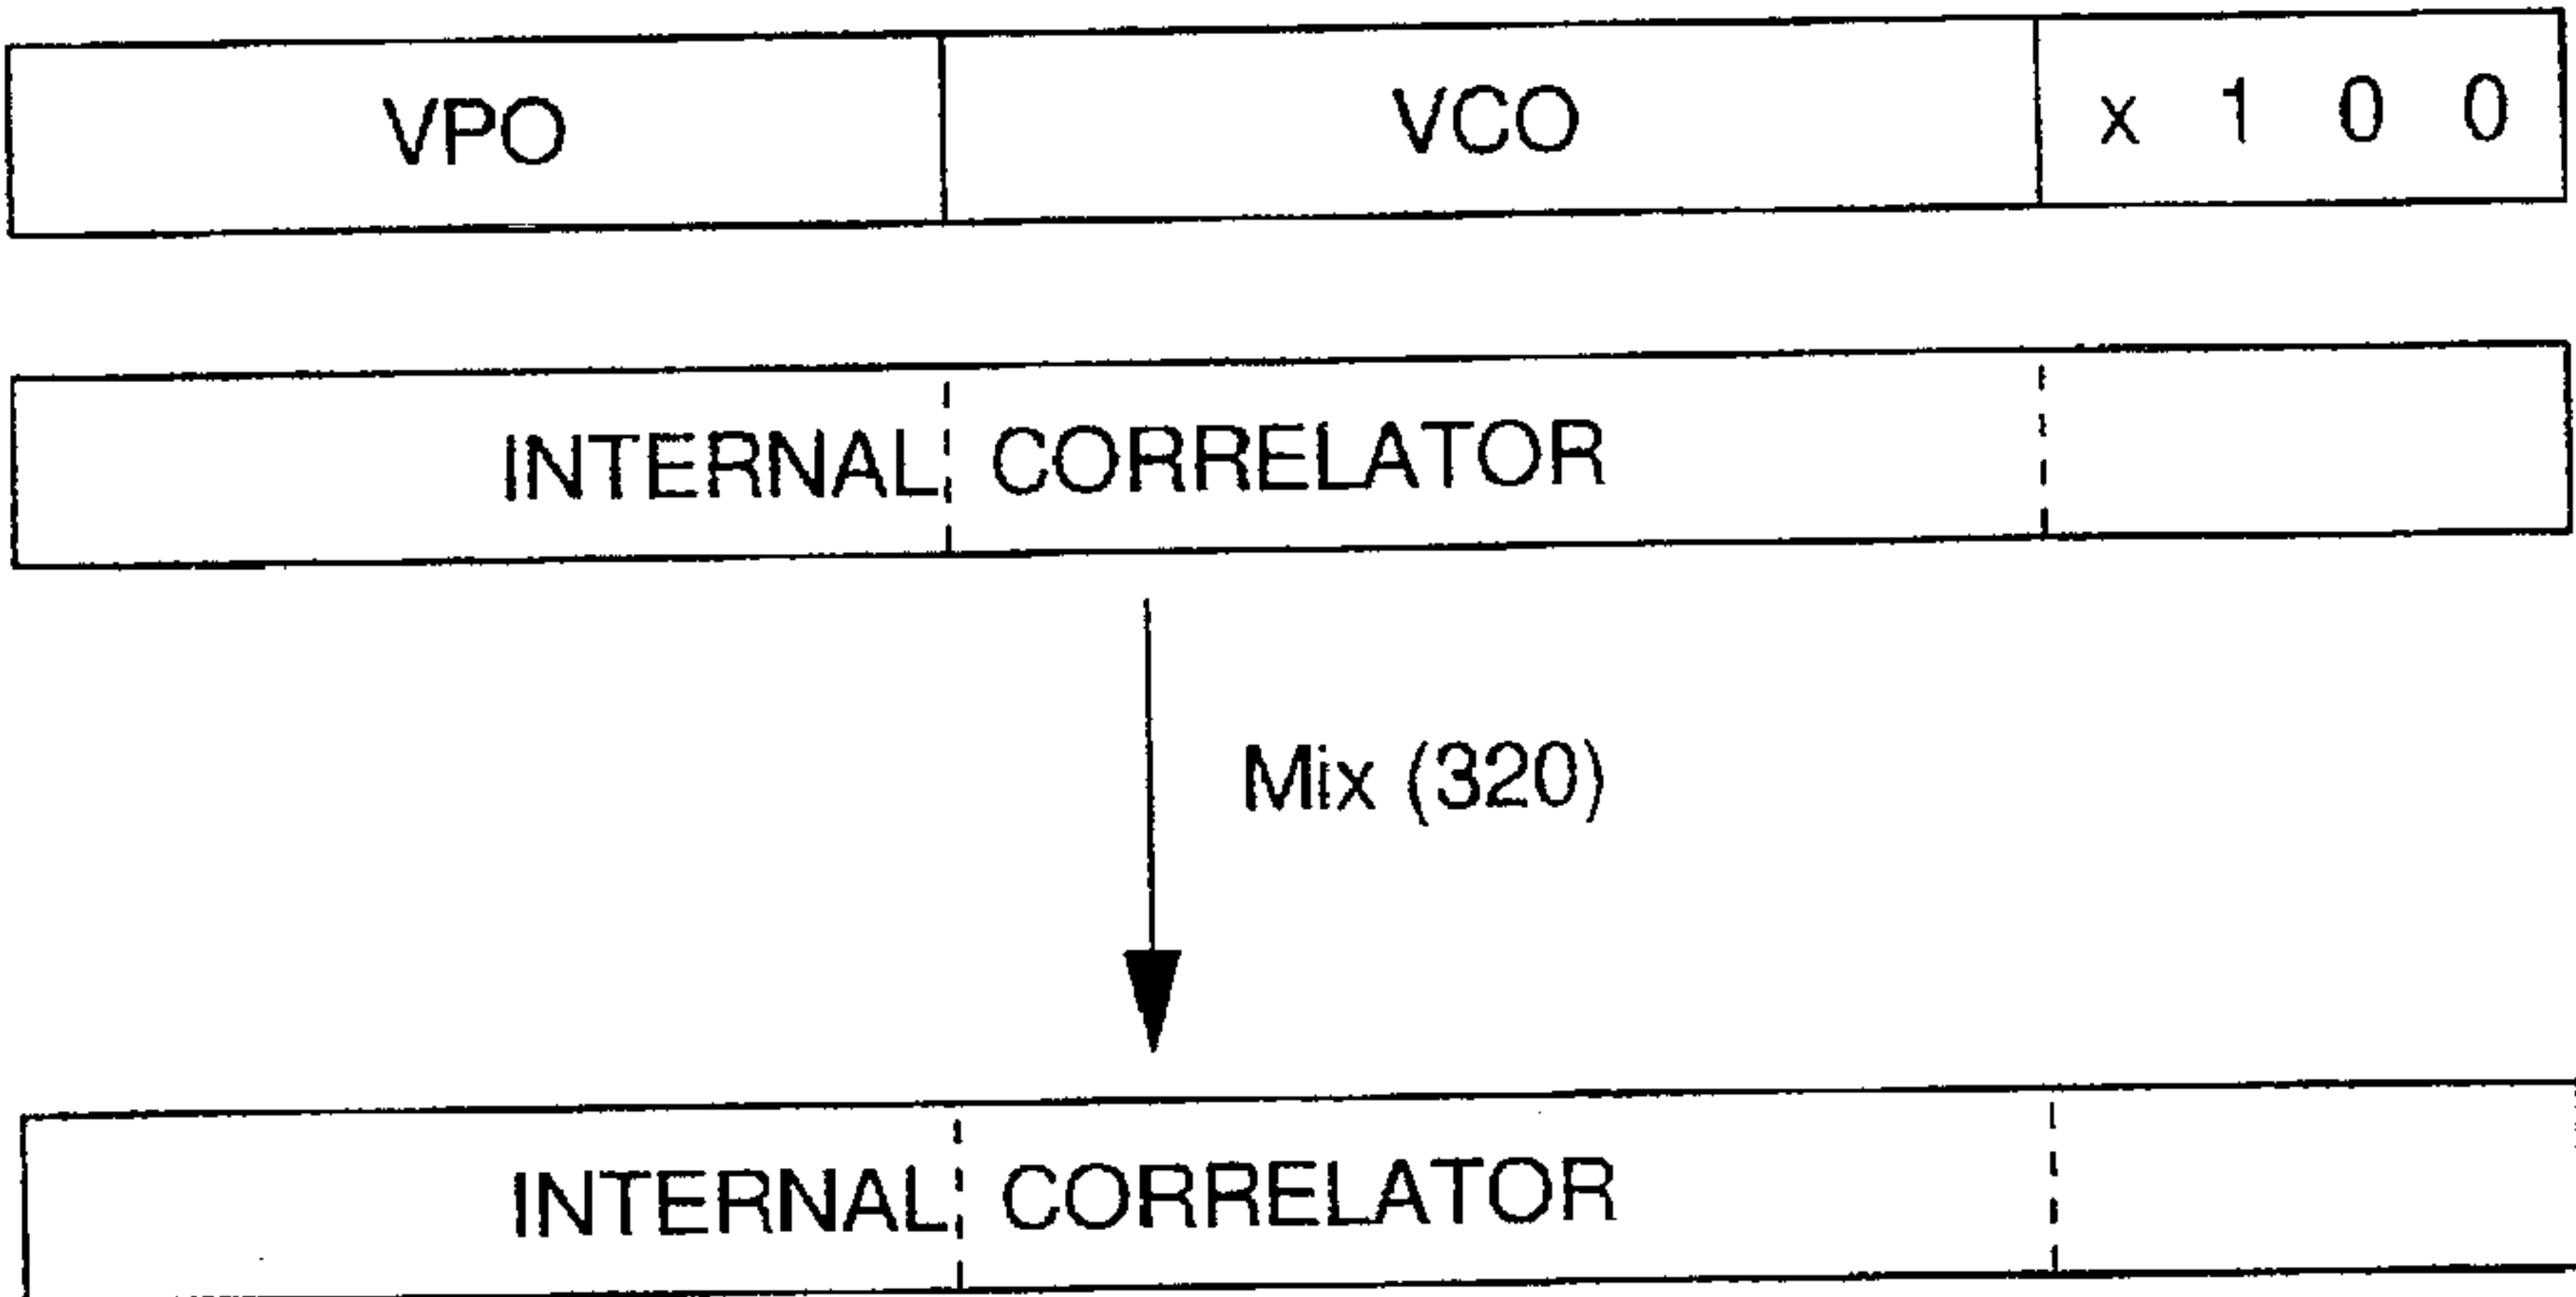 VPO VCO x 1 0 0
INTERNAL CORRELATOR
Mix (320)
INTERNAL CORRELATOR